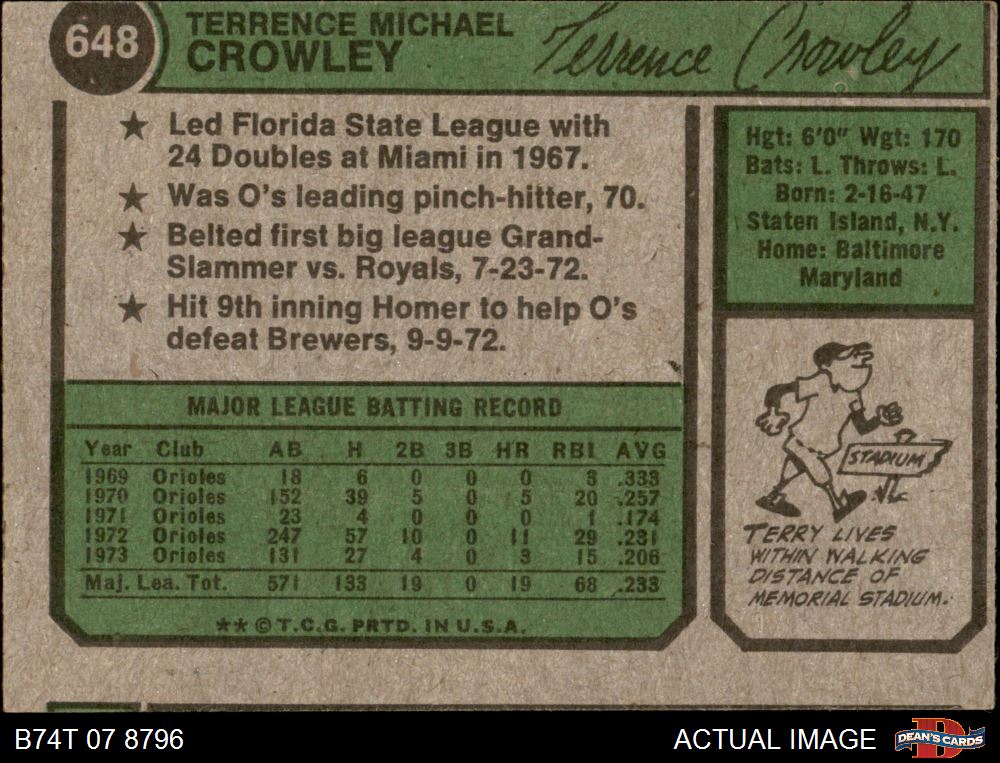 648
TERRENCE MICHAEL
CROWLEY
Terrence Crowley
★ Led Florida State League with
24 Doubles at Miami in 1967.
★ Was O's leading pinch-hitter, 70.
★ Belted first big league Grand-
Slammer vs. Royals, 7-23-72.
★ Hit 9th inning Homer to help O's
defeat Brewers, 9-9-72.
Hgt: 6'0" Wgt: 170
Bats: L. Throws: L.
Born: 2-16-47
Staten Island, N.Y.
Home: Baltimore
Maryland
MAJOR LEAGUE BATTING RECORD
Year Club AB H 2B 3B HR RBI AVG
1969 Orioles 18 6 0 0 0 3 .333
1970 Orioles 152 39 5 0 5 20 .257
1971 Orioles 23 4 0 0 0 1 .174
1972 Orioles 247 57 10 0 11 29 .231
1973 Orioles 131 27 4 0 3 15 .206
Maj. Lea. Tot. 571 133 19 0 19 68 .233
** © T.C.G. PRTD. IN U.S.A.
STADIUM
TERRY LIVES
WITHIN WALKING
DISTANCE OF
MEMORIAL STADIUM.
B74T 07 8796
ACTUAL IMAGE
D
DEAN'S CARDS